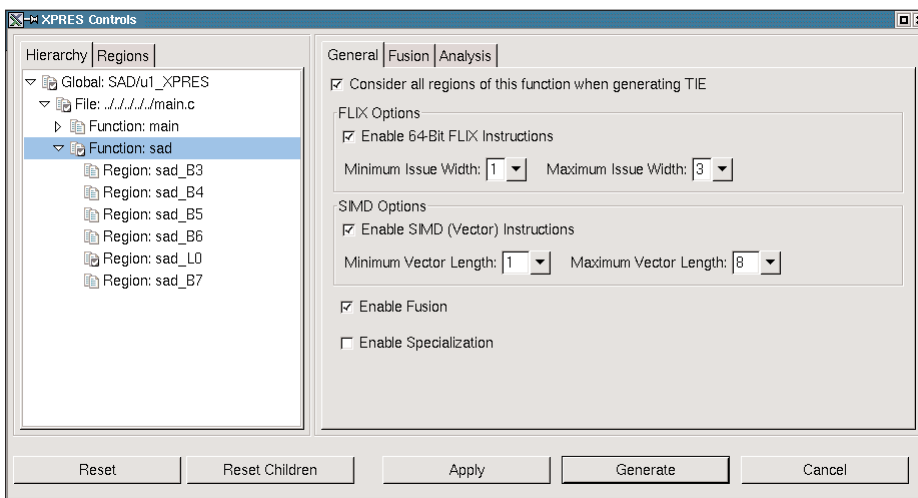 XPRES Controls
Hierarchy Regions
Global: SAD/u1_XPRES
File: ../../../../../main.c
Function: main
Function: sad
Region: sad_B3
Region: sad_B4
Region: sad_B5
Region: sad_B6
Region: sad_L0
Region: sad_B7
General Fusion Analysis
Consider all regions of this function when generating TIE
FLIX Options
Enable 64-Bit FLIX Instructions
Minimum Issue Width: 1 Maximum Issue Width: 3
SIMD Options
Enable SIMD (Vector) Instructions
Minimum Vector Length: 1 Maximum Vector Length: 8
Enable Fusion
Enable Specialization
Reset Reset Children Apply Generate Cancel